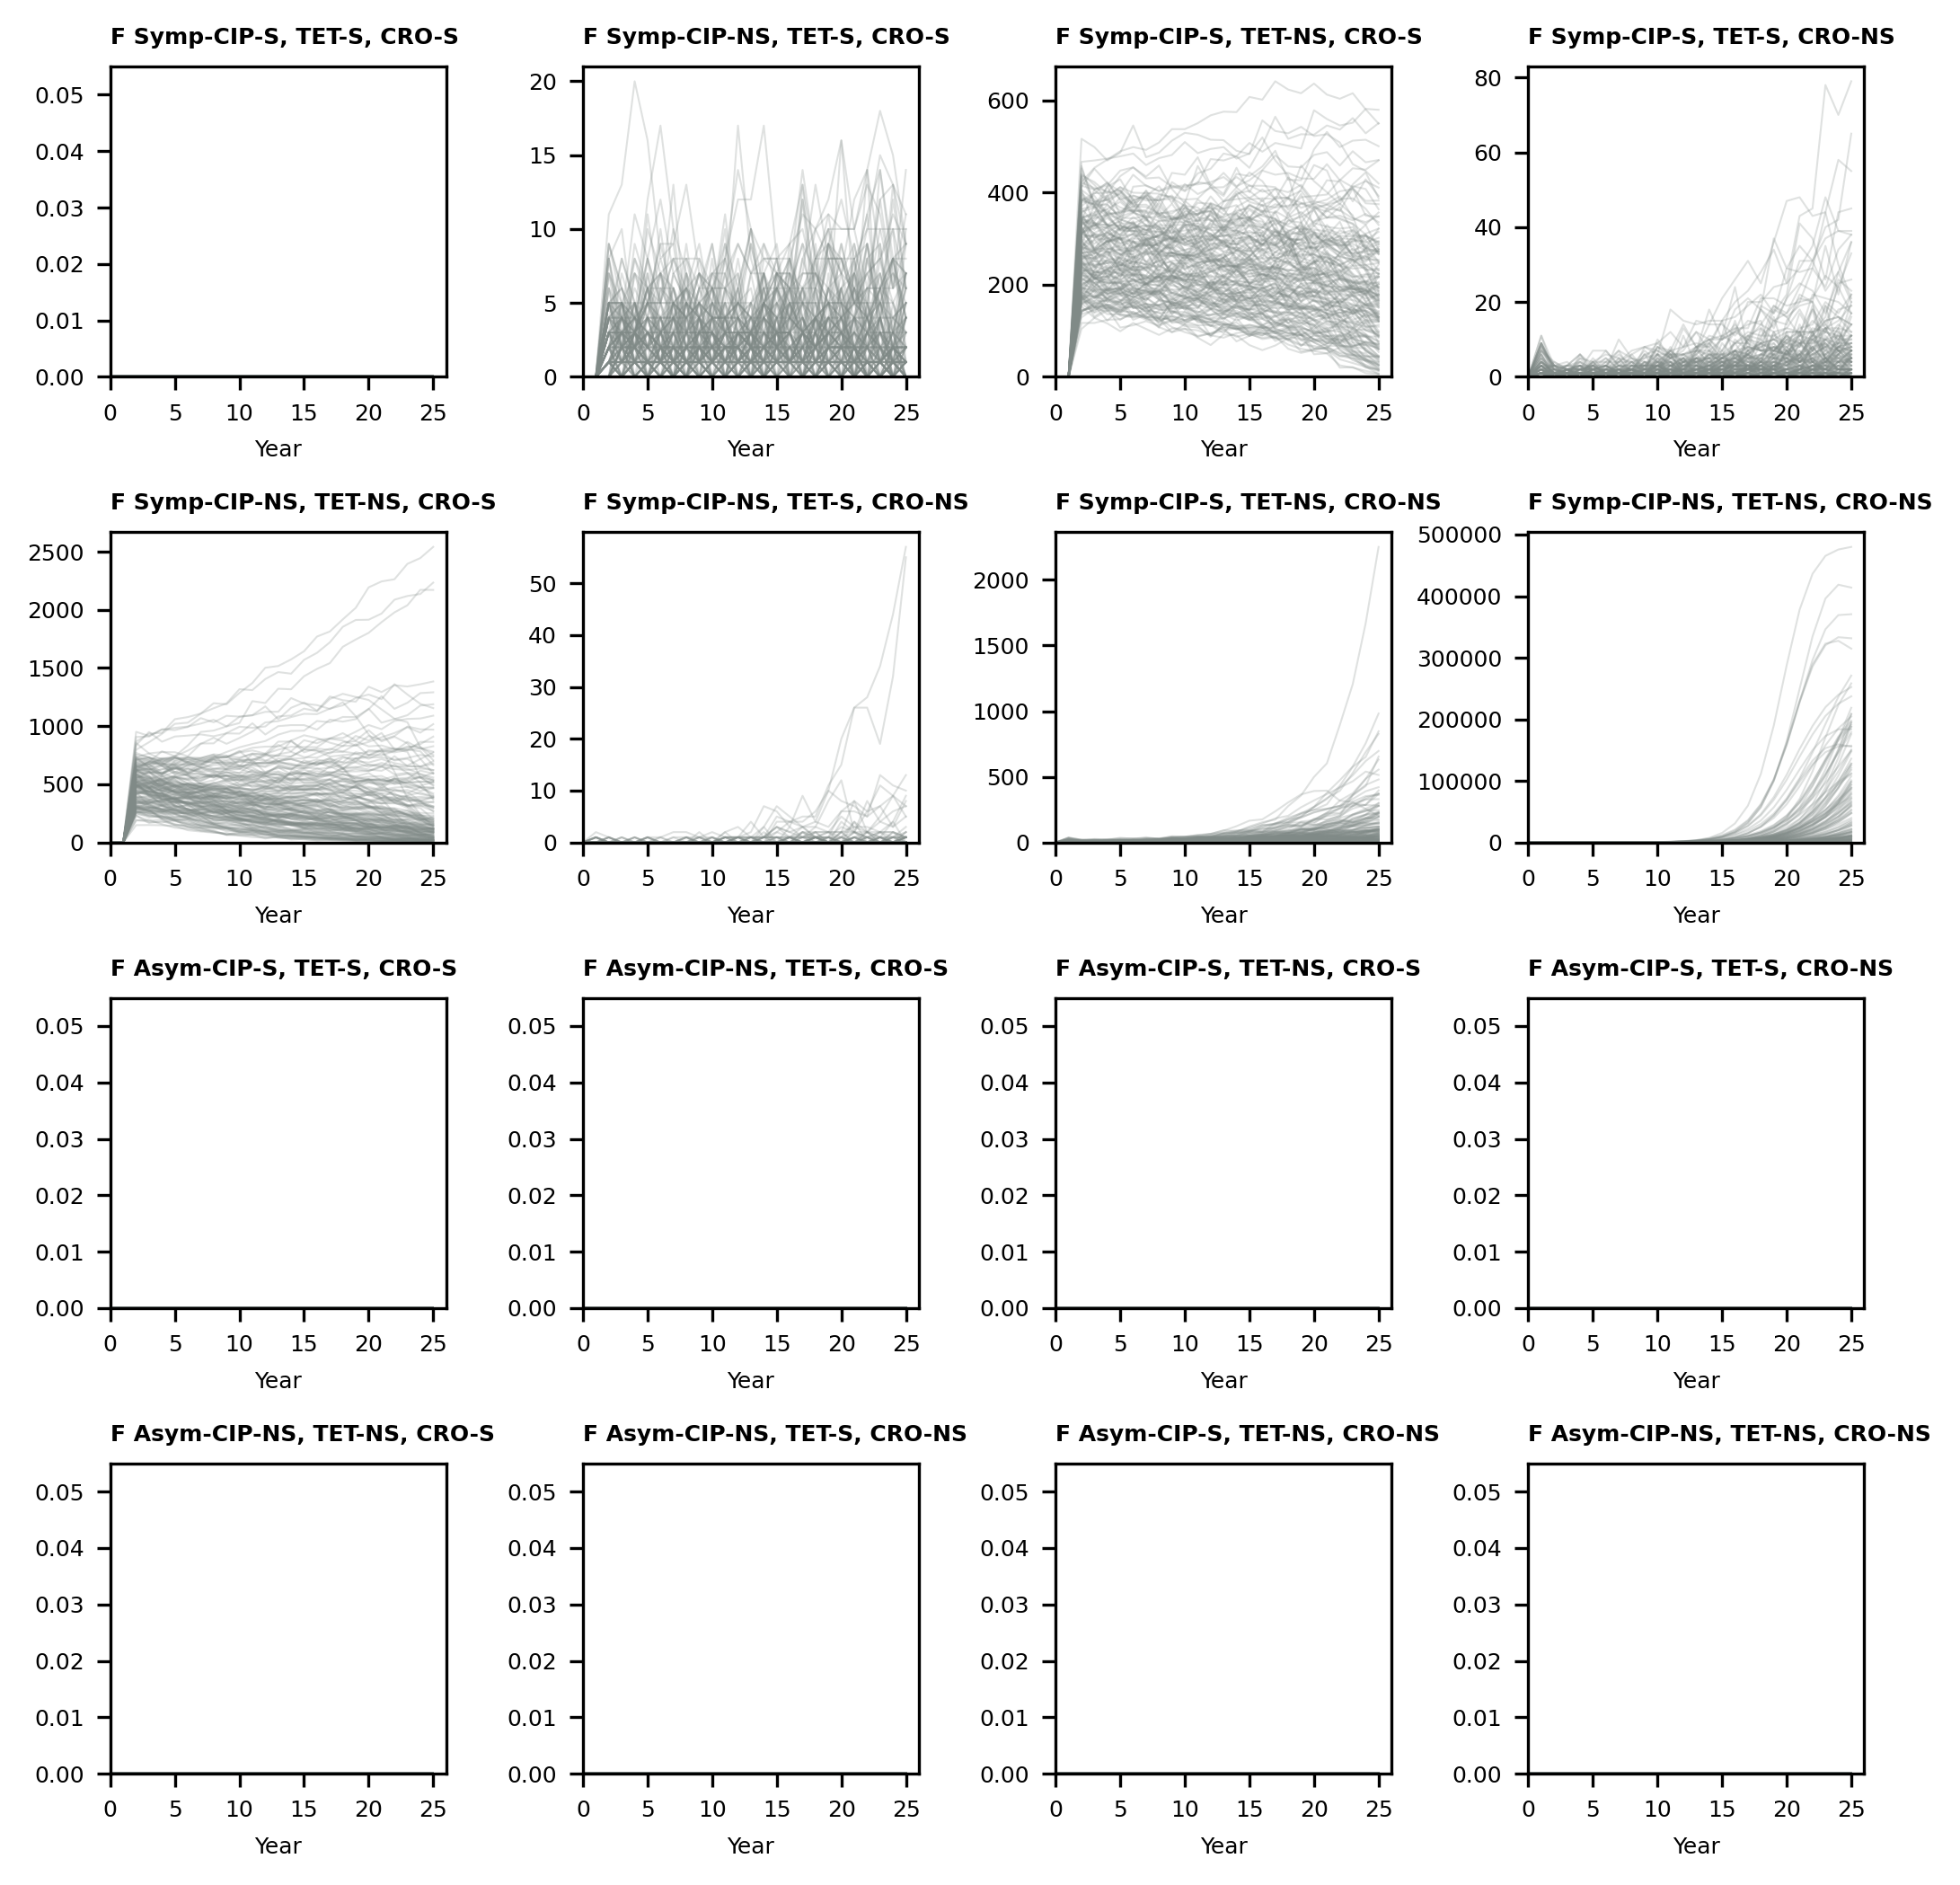 F Symp-CIP-S, TET-S, CRO-S
0.05
0.04
0.03
0.02
0.01
0.00
0 5 10 15 20 25
Year
F Symp-CIP-NS, TET-S, CRO-S
20
15
10
5
0
0 5 10 15 20 25
Year
F Symp-CIP-S, TET-NS, CRO-S
600
400
200
0
0 5 10 15 20 25
Year
F Symp-CIP-S, TET-S, CRO-NS
80
60
40
20
0
0 5 10 15 20 25
Year
F Symp-CIP-NS, TET-NS, CRO-S
2500
2000
1500
1000
500
0
0 5 10 15 20 25
Year
F Symp-CIP-NS, TET-S, CRO-NS
50
40
30
20
10
0
0 5 10 15 20 25
Year
F Symp-CIP-S, TET-NS, CRO-NS
2000
1500
1000
500
0
0 5 10 15 20 25
Year
F Symp-CIP-NS, TET-NS, CRO-NS
500000
400000
300000
200000
100000
0
0 5 10 15 20 25
Year
F Asym-CIP-S, TET-S, CRO-S
0.05
0.04
0.03
0.02
0.01
0.00
0 5 10 15 20 25
Year
F Asym-CIP-NS, TET-S, CRO-S
0.05
0.04
0.03
0.02
0.01
0.00
0 5 10 15 20 25
Year
F Asym-CIP-S, TET-NS, CRO-S
0.05
0.04
0.03
0.02
0.01
0.00
0 5 10 15 20 25
Year
F Asym-CIP-S, TET-S, CRO-NS
0.05
0.04
0.03
0.02
0.01
0.00
0 5 10 15 20 25
Year
F Asym-CIP-NS, TET-NS, CRO-S
0.05
0.04
0.03
0.02
0.01
0.00
0 5 10 15 20 25
Year
F Asym-CIP-NS, TET-S, CRO-NS
0.05
0.04
0.03
0.02
0.01
0.00
0 5 10 15 20 25
Year
F Asym-CIP-S, TET-NS, CRO-NS
0.05
0.04
0.03
0.02
0.01
0.00
0 5 10 15 20 25
Year
F Asym-CIP-NS, TET-NS, CRO-NS
0.05
0.04
0.03
0.02
0.01
0.00
0 5 10 15 20 25
Year